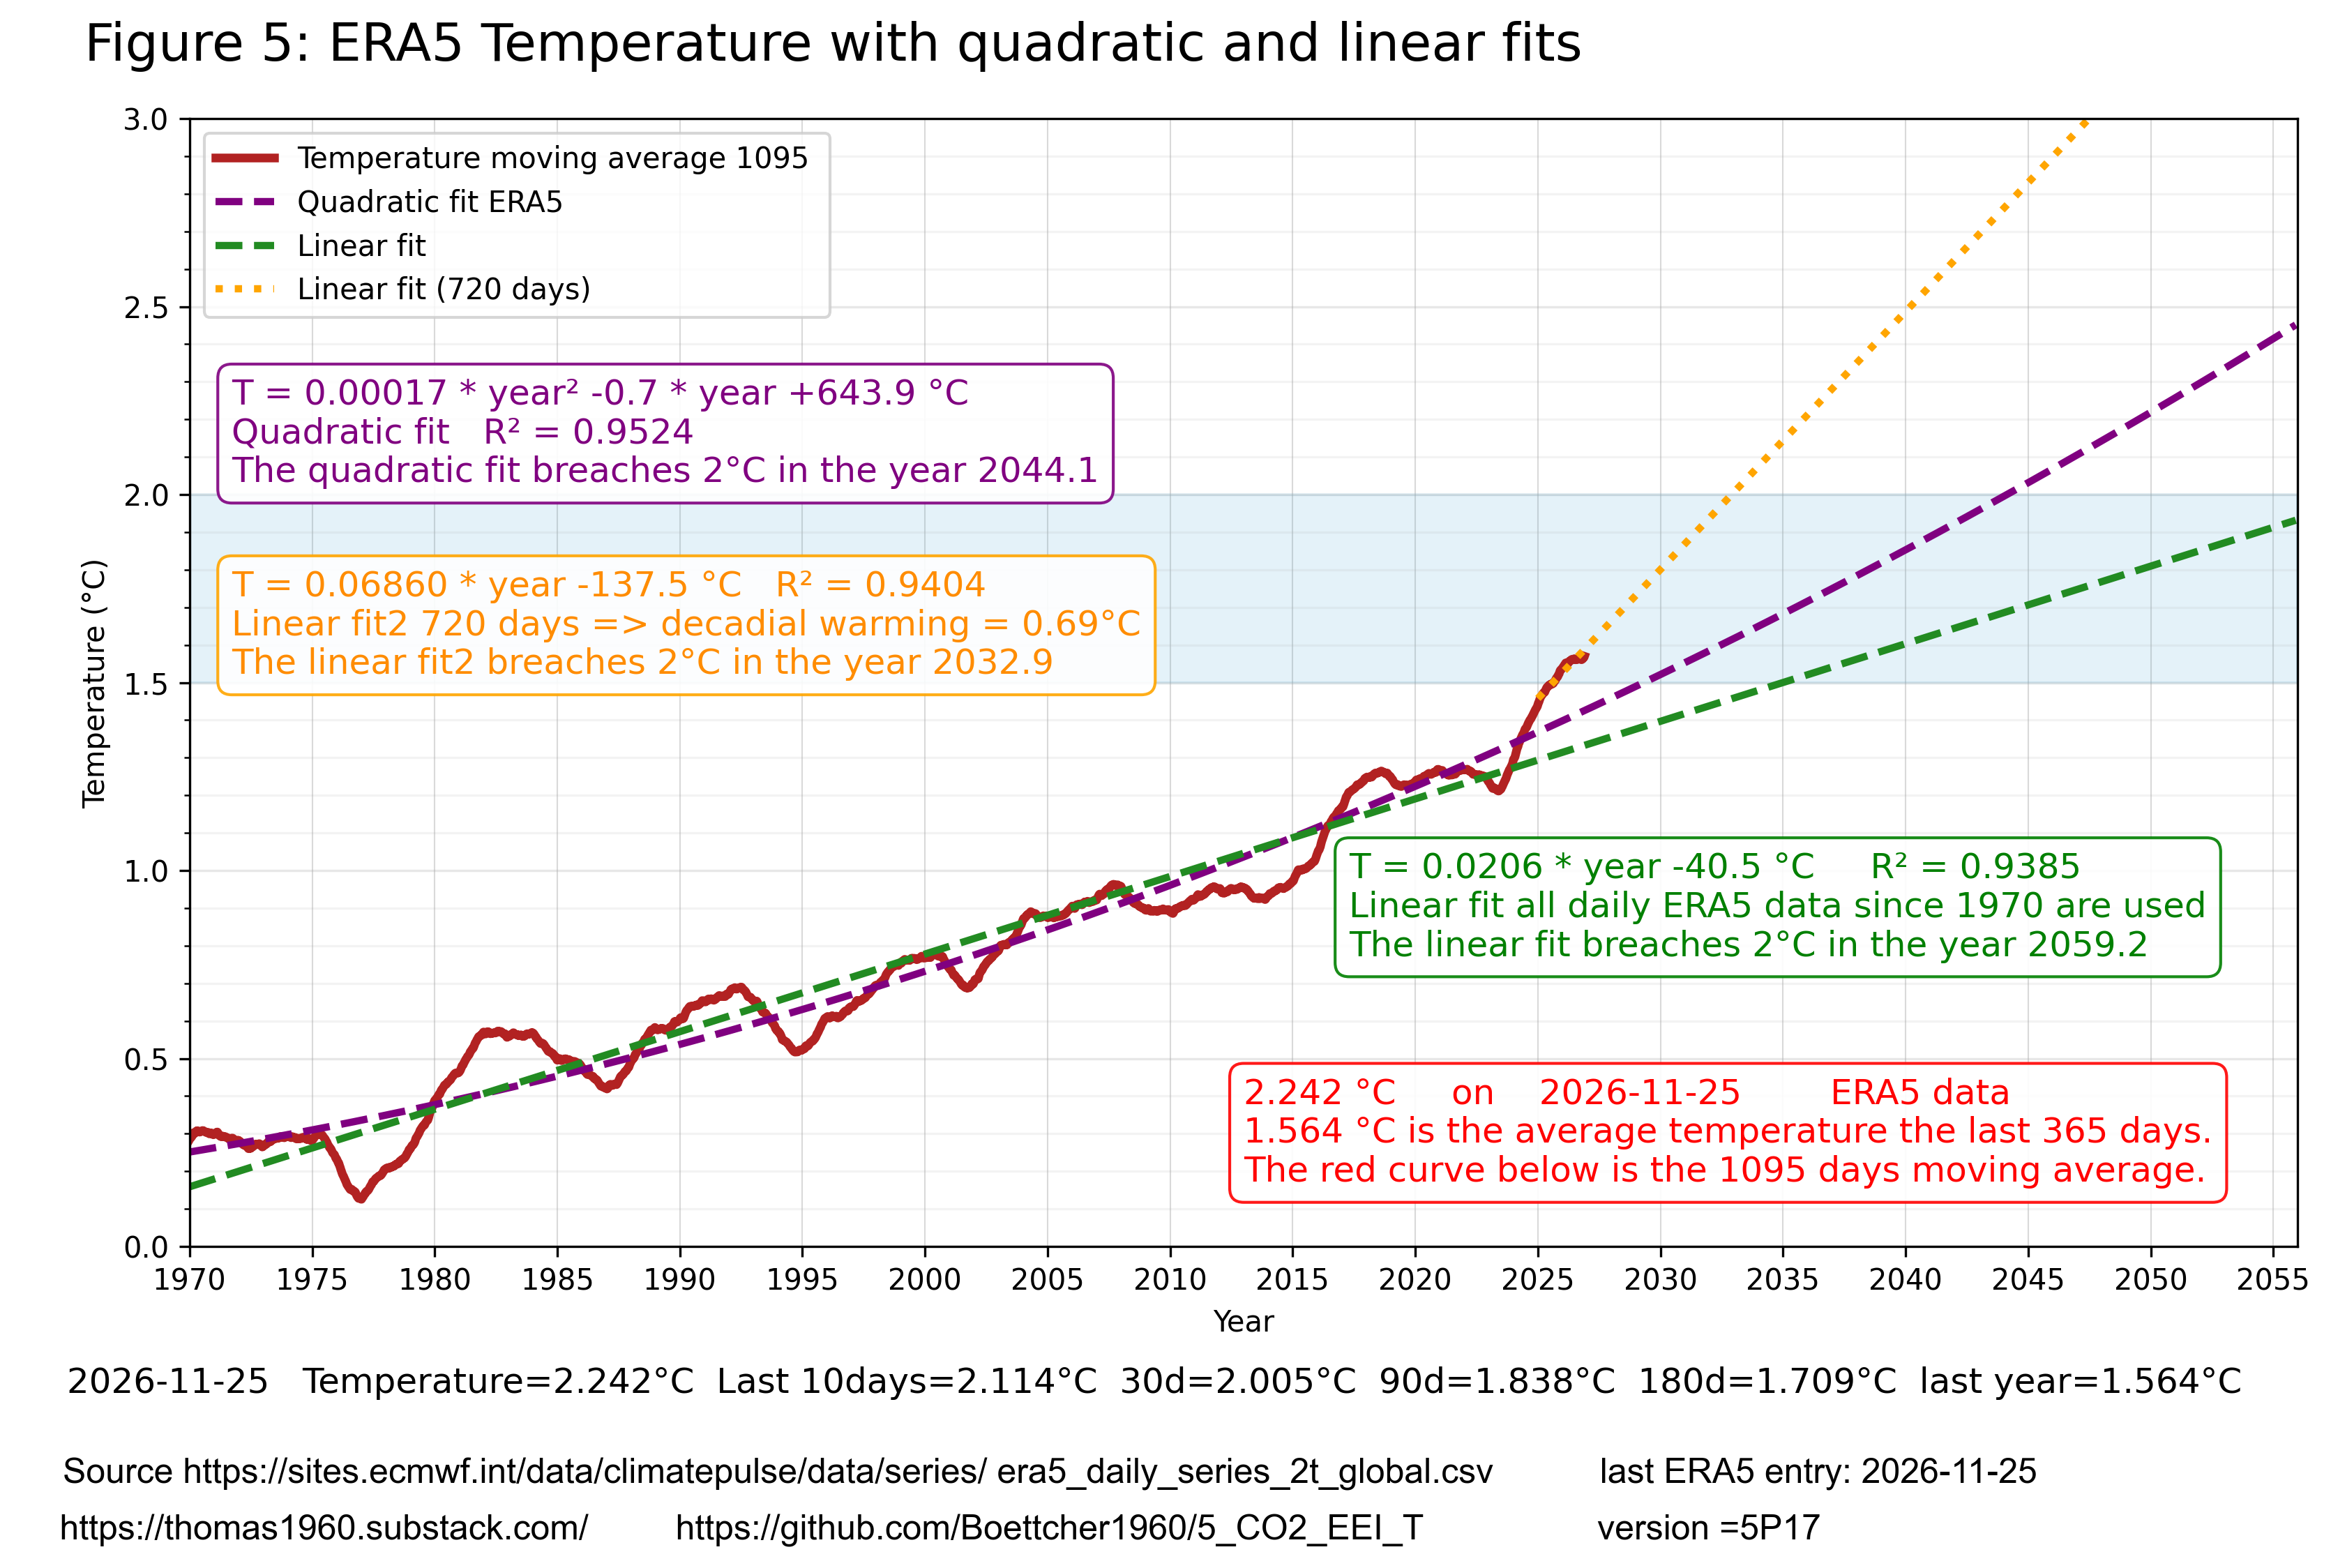 Figure 5: ERA5 Temperature with quadratic and linear fits
3.0
2.5
2.0
1.5
1.0
0.5
0.0
Temperature (°C)
Temperature moving average 1095
Quadratic fit ERA5
Linear fit
Linear fit (720 days)
T = 0.00017 * year² -0.7 * year +643.9 °C
Quadratic fit R² = 0.9524
The quadratic fit breaches 2°C in the year 2044.1
T = 0.06860 * year -137.5 °C R² = 0.9404
Linear fit2 720 days => decadial warming = 0.69°C
The linear fit2 breaches 2°C in the year 2032.9
T = 0.0206 * year -40.5 °C R² = 0.9385
Linear fit all daily ERA5 data since 1970 are used
The linear fit breaches 2°C in the year 2059.2
2.242 °C on 2026-11-25 ERA5 data
1.564 °C is the average temperature the last 365 days.
The red curve below is the 1095 days moving average.
1970 1975 1980 1985 1990 1995 2000 2005 2010 2015 2020 2025 2030 2035 2040 2045 2050 2055
Year
2026-11-25 Temperature=2.242°C Last 10days=2.114°C 30d=2.005°C 90d=1.838°C 180d=1.709°C last year=1.564°C
Source https://sites.ecmwf.int/data/climatepulse/data/series/ era5_daily_series_2t_global.csv last ERA5 entry: 2026-11-25
https://thomas1960.substack.com/ https://github.com/Boettcher1960/5_CO2_EEI_T version =5P17